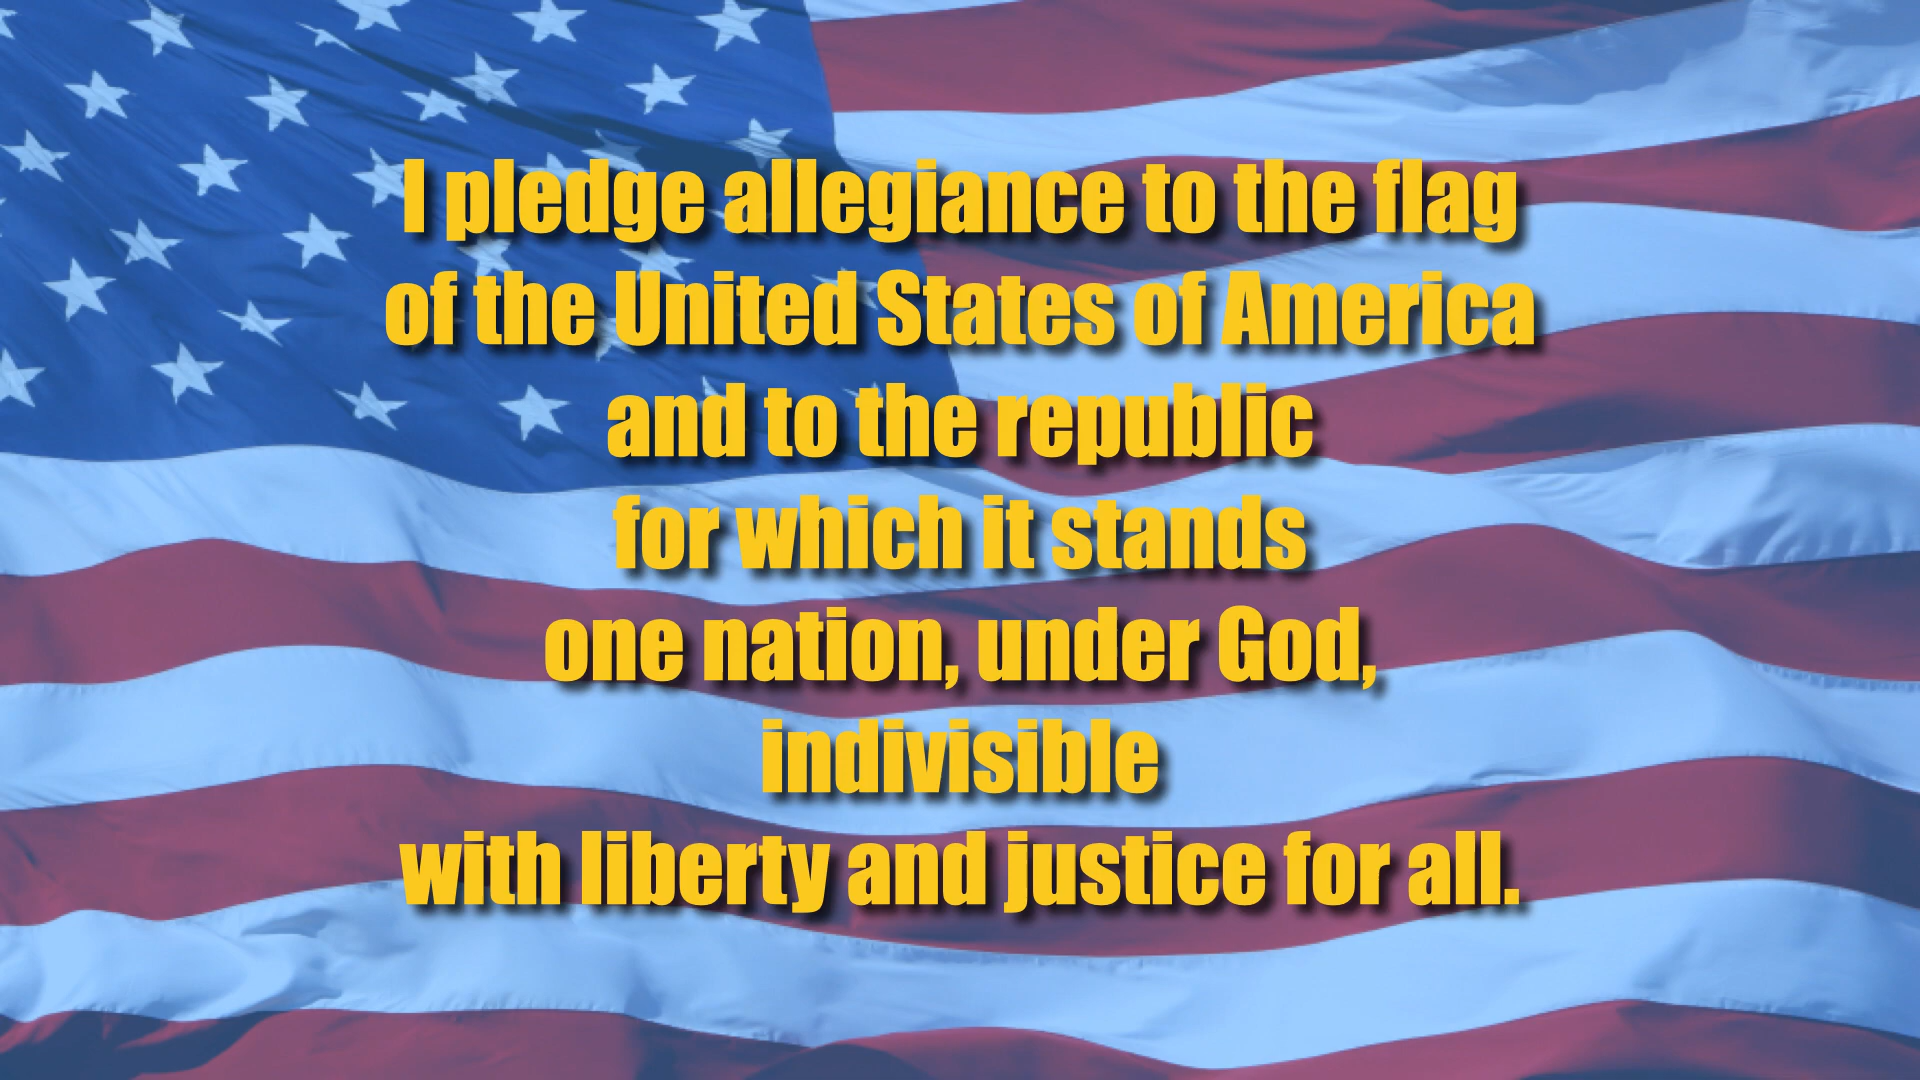 I pledge allegiance to the flag
of the United States of America
and to the republic
for which it stands
one nation, under God,
indivisible
with liberty and justice for all.